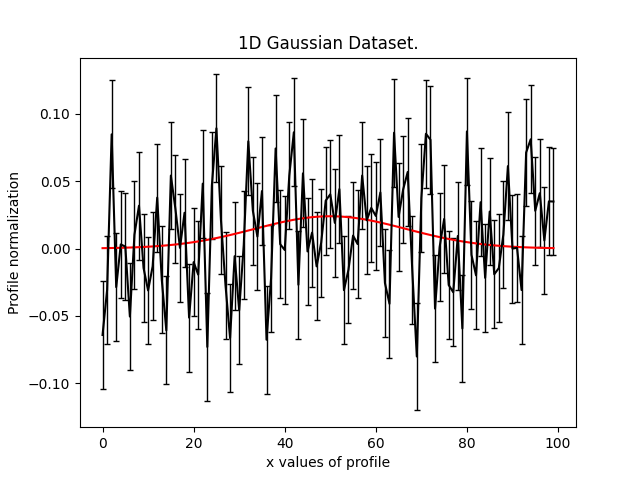 1D Gaussian Dataset.
Profile normalization
0.10
0.05
0.00
−0.05
−0.10
0 20 40 60 80 100
x values of profile